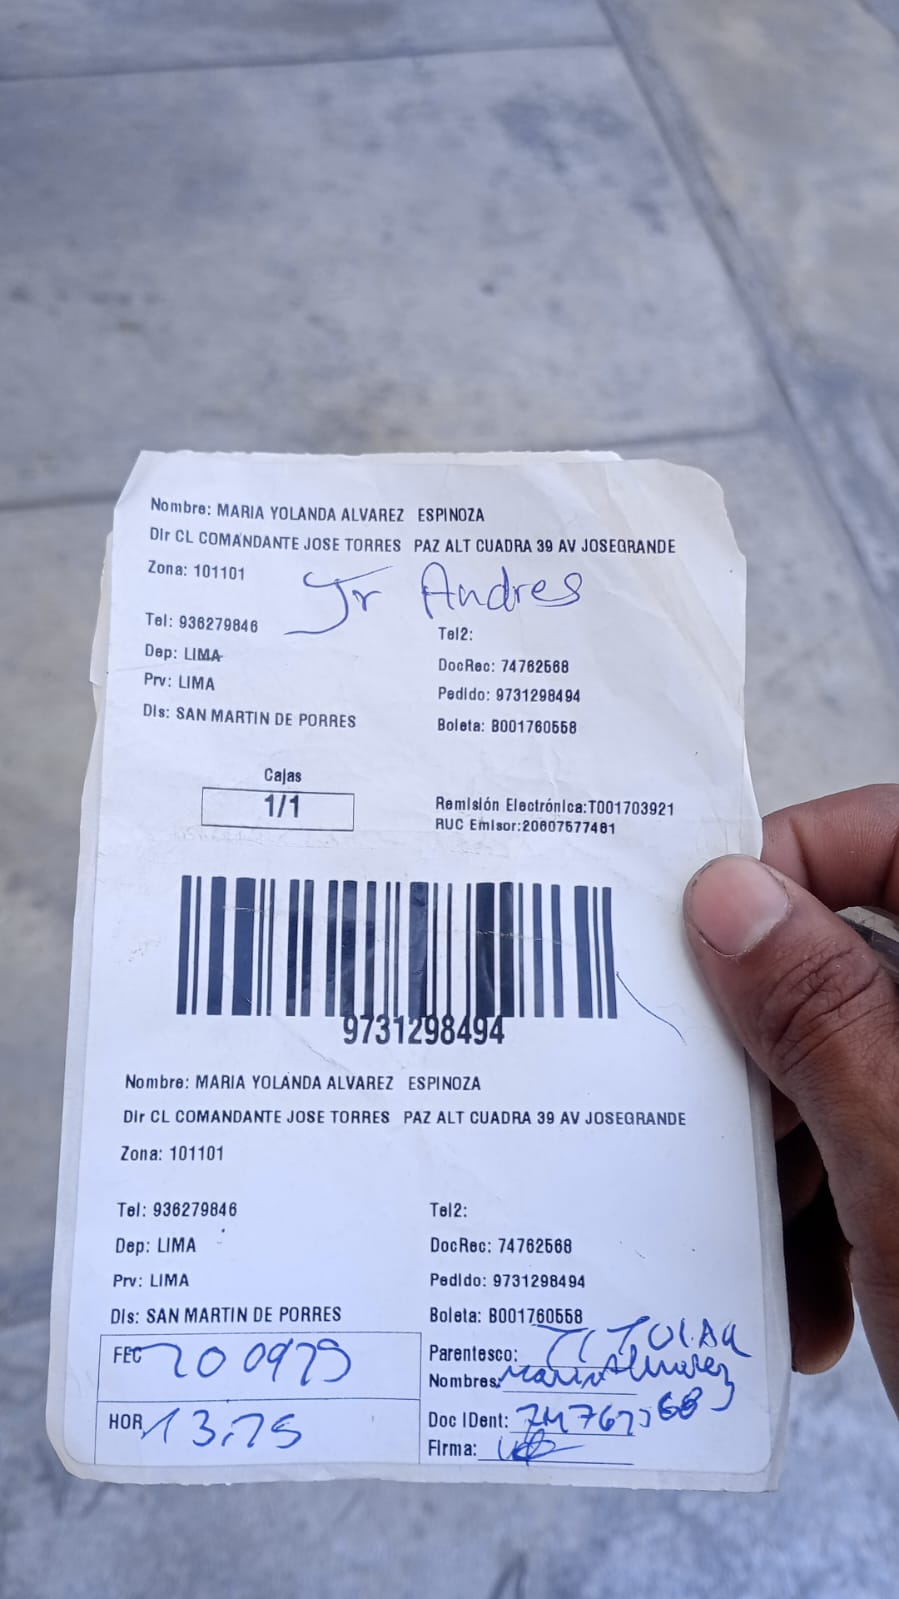 Nombre: MARIA YOLANDA ALVAREZ ESPINOZA
Dir CL COMANDANTE JOSE TORRES PAZ ALT CUADRA 39 AV JOSEGRANDE
Zona: 101101
Jr Andres
Tel: 936279846
Tel2:
Dep: LIMA
DocRec: 74762568
Prv: LIMA
Pedido: 9731298494
Dis: SAN MARTIN DE PORRES
Boleta: B001760558
Cajas
1/1
Remisión Electrónica:T001703921
RUC Emisor:20607577461
9731298494
Nombre: MARIA YOLANDA ALVAREZ ESPINOZA
Dir CL COMANDANTE JOSE TORRES PAZ ALT CUADRA 39 AV JOSEGRANDE
Zona: 101101
Tel: 936279846
Tel2:
Dep: LIMA
DocRec: 74762568
Prv: LIMA
Pedido: 9731298494
Dis: SAN MARTIN DE PORRES
Boleta: B001760558
FEC
Parentesco: TITULAR
Nombres: Maria Alvarez
HOR
Doc IDent: 74762568
Firma: